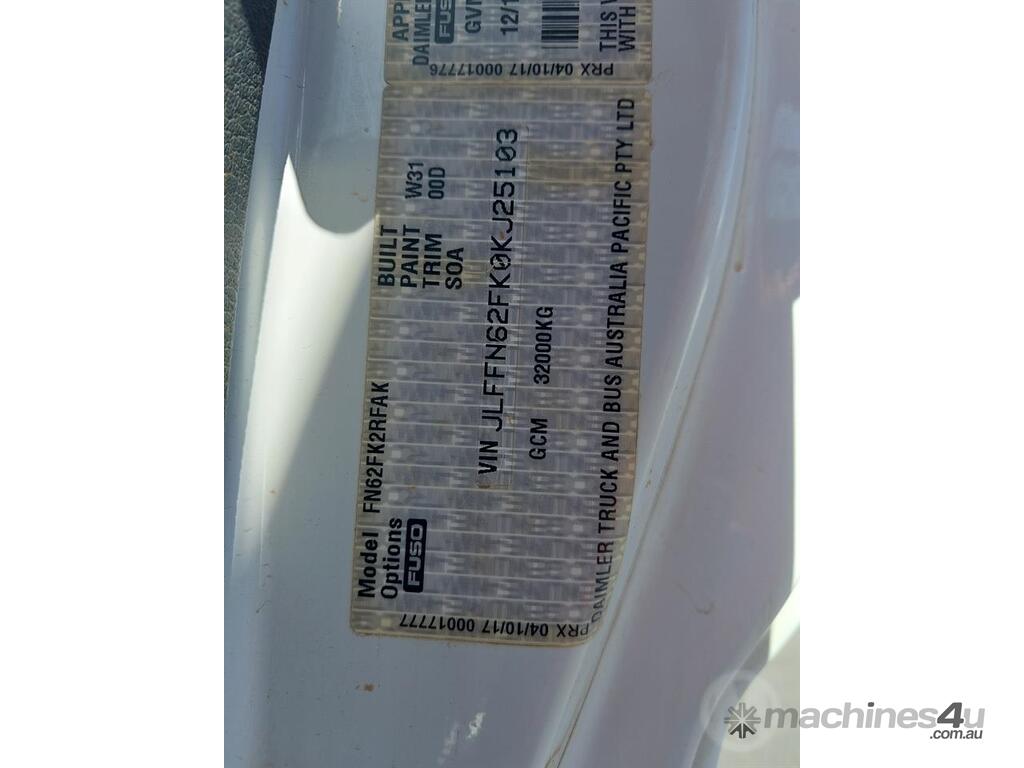 APP
DAIMLER
FUSO
GVM
12/1
THIS V
WITH
PRX 04/10/17 00017776
Model FN62FK2RFAK
Options
FUSO
BUILT
PAINT W31
TRIM 00D
SOA
VIN JLFFN62FK0KJ25103
GCM 32000KG
DAIMLER TRUCK AND BUS AUSTRALIA PACIFIC PTY LTD
PRX 04/10/17 00017777
machines4u
.com.au